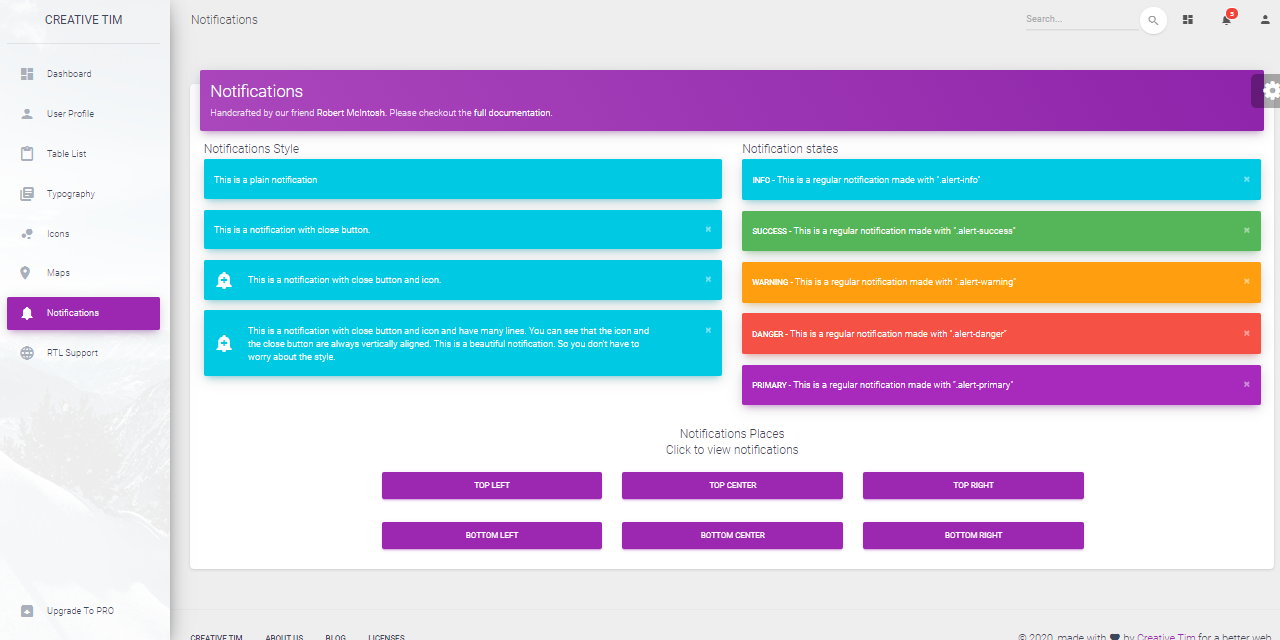 CREATIVE TIM
Dashboard
User Profile
Table List
Typography
Icons
Maps
Notifications
RTL Support
Upgrade To PRO
Notifications
Search...
5
Notifications
Handcrafted by our friend Robert McIntosh. Please checkout the full documentation.
Notifications Style
This is a plain notification
This is a notification with close button.
This is a notification with close button and icon.
This is a notification with close button and icon and have many lines. You can see that the icon and
the close button are always vertically aligned. This is a beautiful notification. So you don't have to
worry about the style.
Notification states
INFO - This is a regular notification made with ".alert-info"
SUCCESS - This is a regular notification made with ".alert-success"
WARNING - This is a regular notification made with ".alert-warning"
DANGER - This is a regular notification made with ".alert-danger"
PRIMARY - This is a regular notification made with ".alert-primary"
Notifications Places
Click to view notifications
TOP LEFT
TOP CENTER
TOP RIGHT
BOTTOM LEFT
BOTTOM CENTER
BOTTOM RIGHT
CREATIVE TIM
ABOUT US
BLOG
LICENSES
© 2020, made with by Creative Tim for a better web.